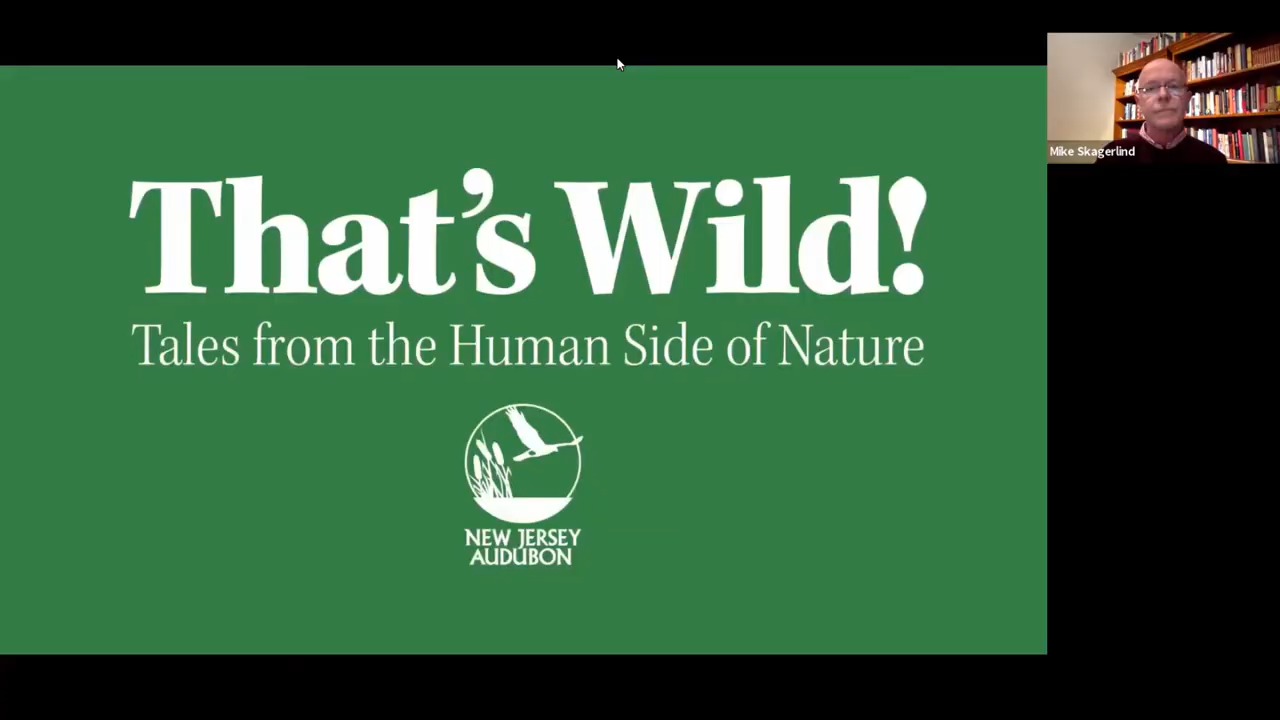 That’s Wild!
Tales from the Human Side of Nature
NEW JERSEY
AUDUBON
Mike Skagerlind